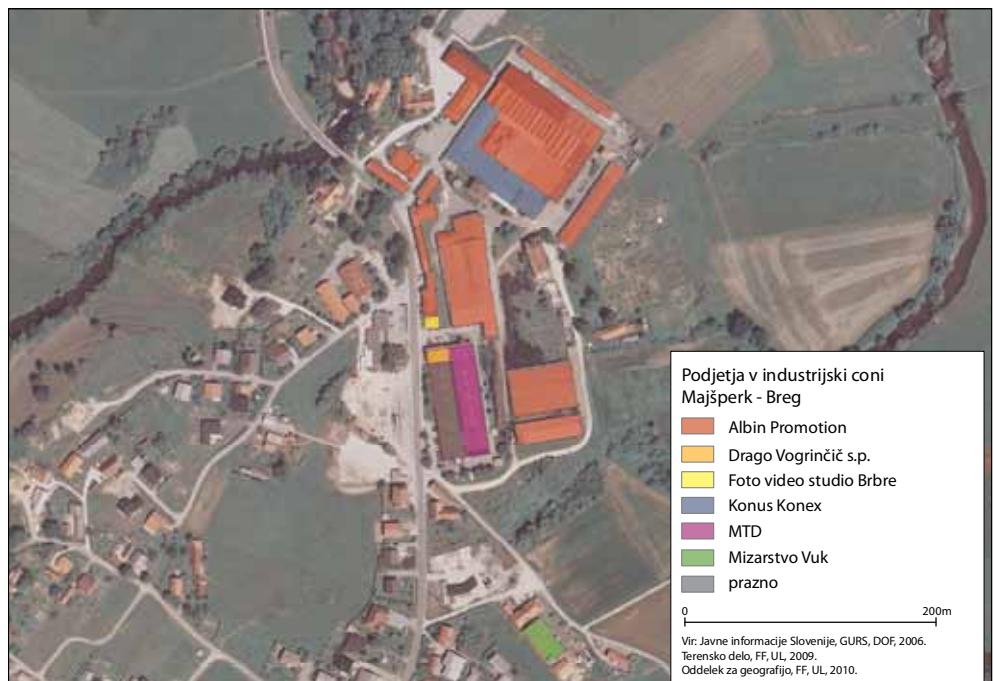 Podjetja v industrijski coni
Majšperk - Breg
Albin Promotion
Drago Vogrinčič s.p.
Foto video studio Brbre
Konus Konex
MTD
Mizarstvo Vuk
prazno
0 200m
Vir: Javne informacije Slovenije, GURS, DOF, 2006.
Terensko delo, FF, UL, 2009.
Oddelek za geografijo, FF, UL, 2010.